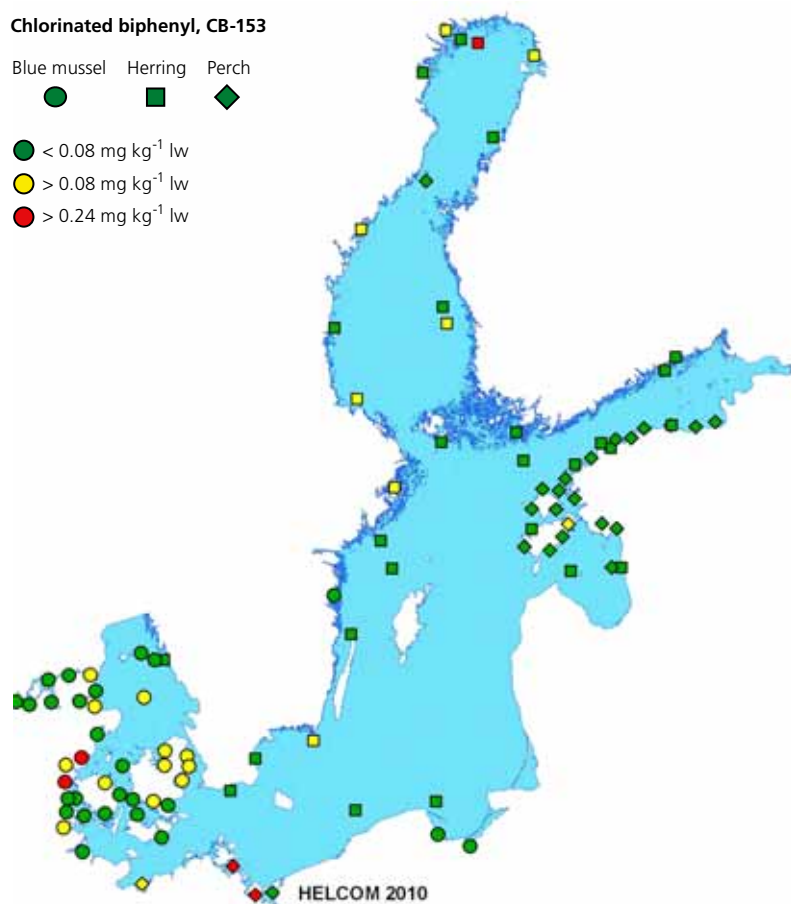 Chlorinated biphenyl, CB-153
Blue mussel Herring Perch
< 0.08 mg kg⁻¹ lw
> 0.08 mg kg⁻¹ lw
> 0.24 mg kg⁻¹ lw
HELCOM 2010